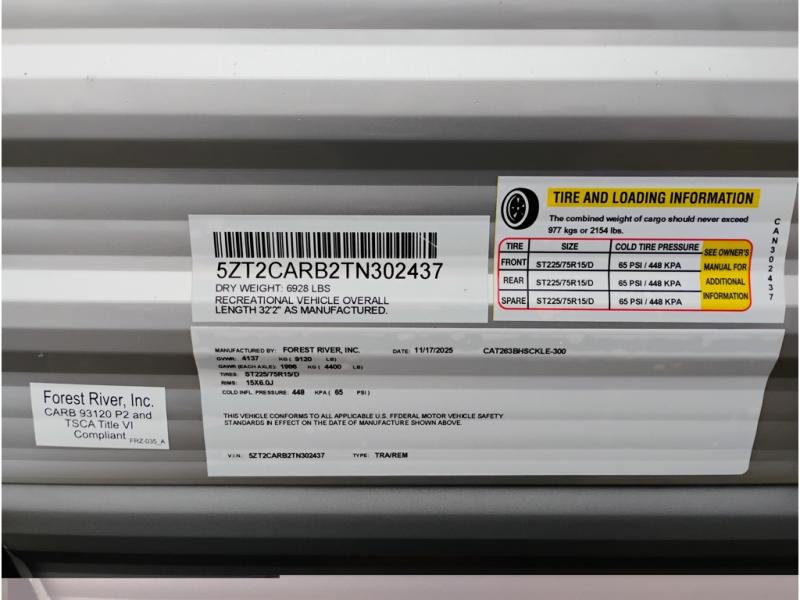 TIRE AND LOADING INFORMATION
The combined weight of cargo should never exceed
977 kgs or 2154 lbs.
TIRE SIZE COLD TIRE PRESSURE SEE OWNER'S
FRONT ST225/75R15/D 65 PSI / 448 KPA MANUAL FOR
REAR ST225/75R15/D 65 PSI / 448 KPA ADDITIONAL
SPARE ST225/75R15/D 65 PSI / 448 KPA INFORMATION
CAN302437
5ZT2CARB2TN302437
DRY WEIGHT: 6928 LBS
RECREATIONAL VEHICLE OVERALL
LENGTH 32'2" AS MANUFACTURED.
MANUFACTURED BY: FOREST RIVER, INC. DATE: 11/17/2025 CAT263BHSCKLE-300
GVWR: 4137 KG ( 9120 LB)
GAWR (EACH AXLE): 1996 KG ( 4400 LB)
TIRES: ST225/75R15/D
RIMS: 15X6.0J
COLD INFL. PRESSURE: 448 KPA ( 65 PSI)
THIS VEHICLE CONFORMS TO ALL APPLICABLE U.S. FEDERAL MOTOR VEHICLE SAFETY
STANDARDS IN EFFECT ON THE DATE OF MANUFACTURE SHOWN ABOVE.
V.I.N.: 5ZT2CARB2TN302437 TYPE: TRA/REM
Forest River, Inc.
CARB 93120 P2 and
TSCA Title VI
Compliant FRZ-035_A